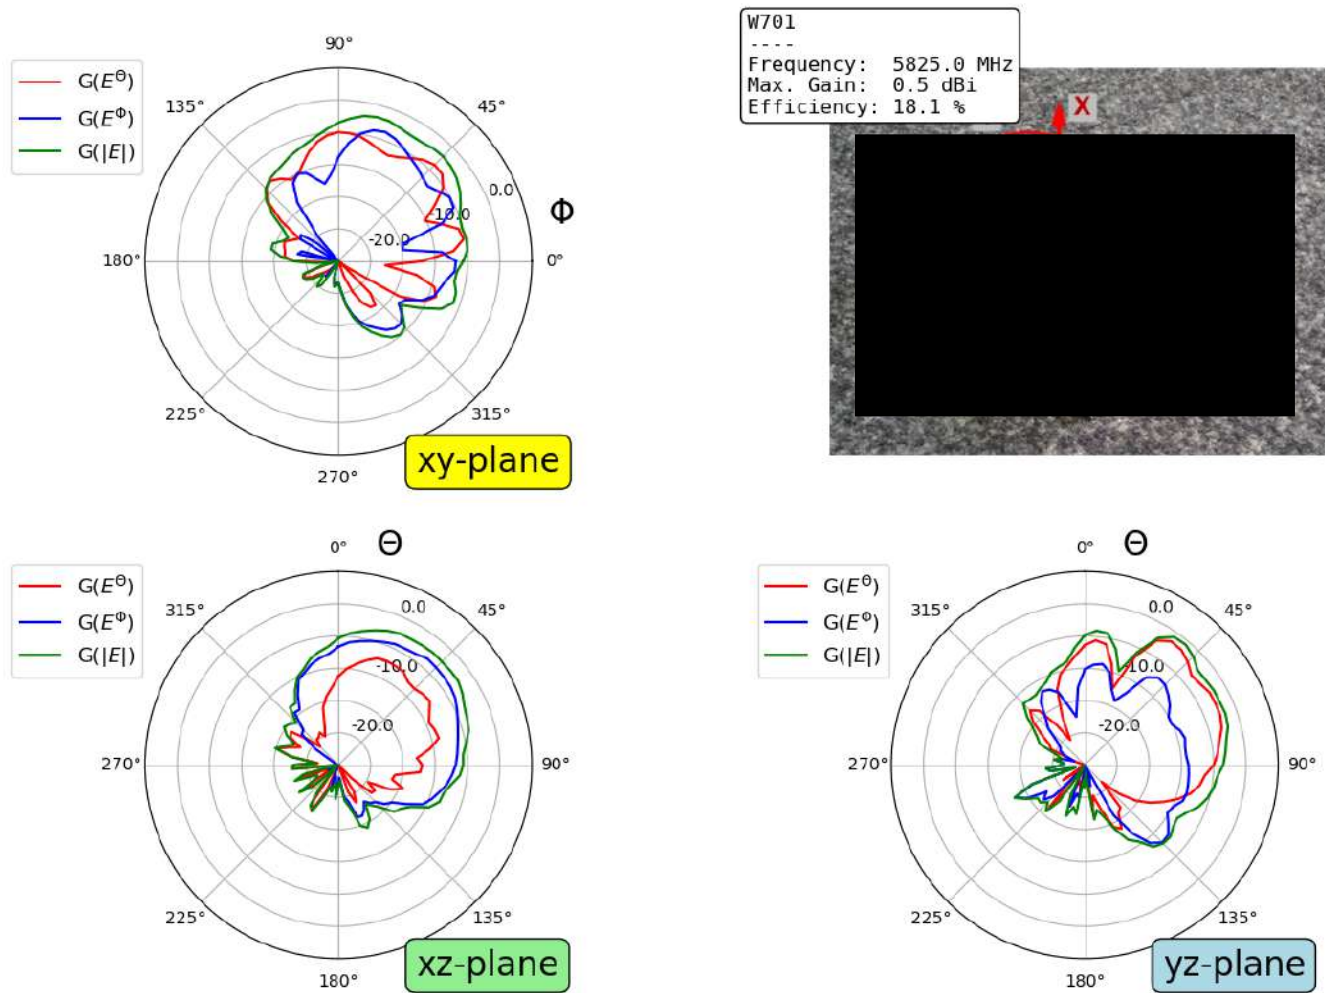 W701
----
Frequency: 5825.0 MHz
Max. Gain: 0.5 dBi
Efficiency: 18.1 %
X
G(E^Θ)
G(E^Φ)
G(|E|)
90°
135°
45°
0.0
-10.0
-20.0
Φ
180°
0°
225°
315°
270°
xy-plane
G(E^Θ)
G(E^Φ)
G(|E|)
0°
Θ
315°
45°
0.0
-10.0
-20.0
270°
90°
225°
135°
180°
xz-plane
G(E^Θ)
G(E^Φ)
G(|E|)
0°
Θ
315°
45°
0.0
-10.0
-20.0
270°
90°
225°
135°
180°
yz-plane